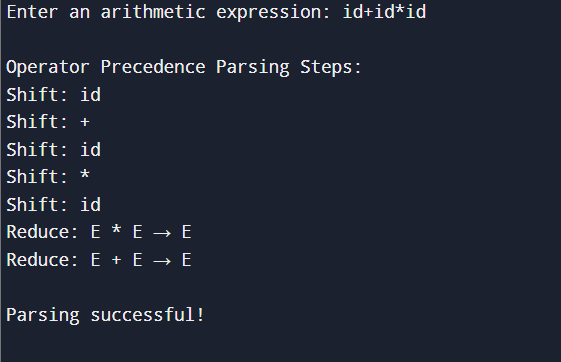 Enter an arithmetic expression: id+id*id
Operator Precedence Parsing Steps:
Shift: id
Shift: +
Shift: id
Shift: *
Shift: id
Reduce: E * E → E
Reduce: E + E → E
Parsing successful!